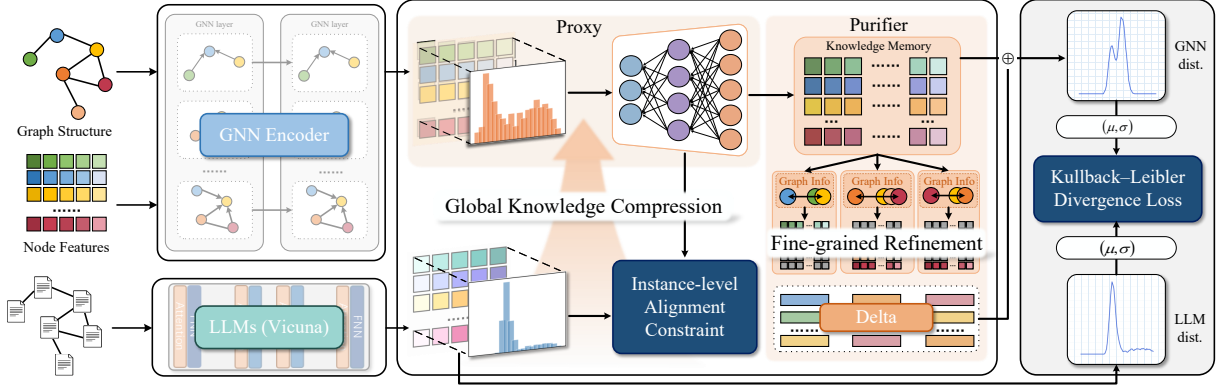 Graph Structure
Node Features
......
GNN layer
GNN layer
GNN Encoder
......
......
Attention
FNN
FNN
LLMs (Vicuna)
Proxy
......
Global Knowledge Compression
......
Instance-level
Alignment
Constraint
Purifier
Knowledge Memory
......
......
......
...
...
......
Graph Info
Graph Info
Graph Info
Fine-grained Refinement
Delta
......
......
⊕
GNN
dist.
(μ,σ)
Kullback–Leibler
Divergence Loss
(μ,σ)
LLM
dist.